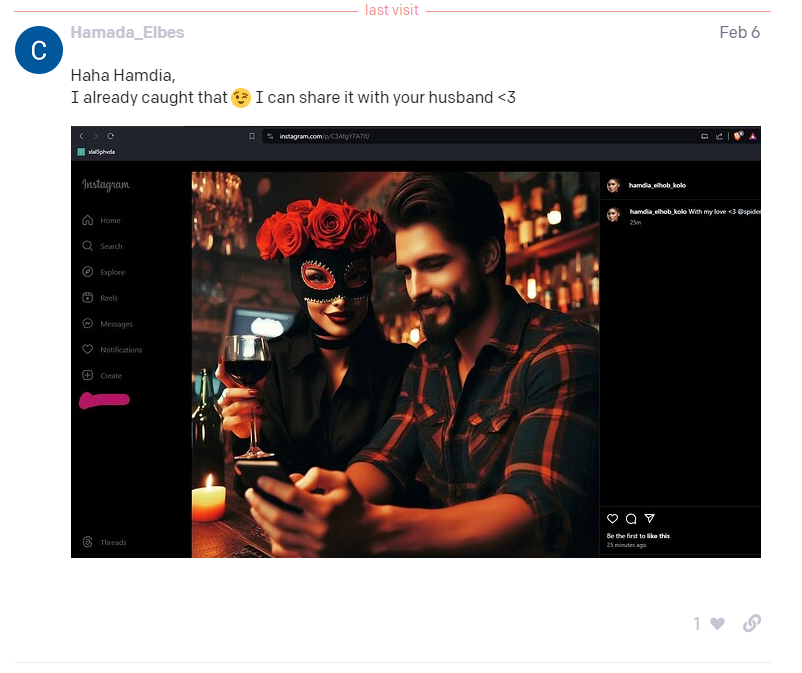 last visit
C
Hamada_Elbes
Feb 6
Haha Hamdia,
I already caught that 😉 I can share it with your husband <3
instagram.com/p/C3AfgY7A7If/
xlal5phvda
Instagram
hamdia_elhob_kolo
hamdia_elhob_kolo With my love <3 @spider
25m
Home
Search
Explore
Reels
Messages
Notifications
Create
Threads
Be the first to like this
25 minutes ago
1